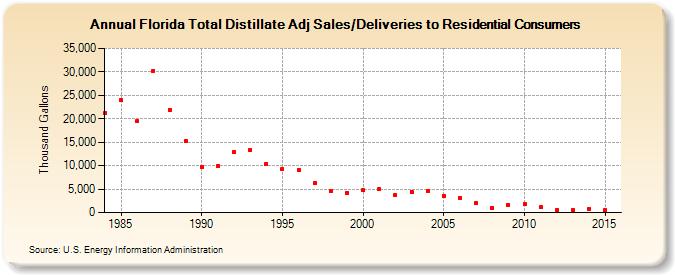 Annual Florida Total Distillate Adj Sales/Deliveries to Residential Consumers
Thousand Gallons
35,000
30,000
25,000
20,000
15,000
10,000
5,000
0
1985 1990 1995 2000 2005 2010 2015
Source: U.S. Energy Information Administration